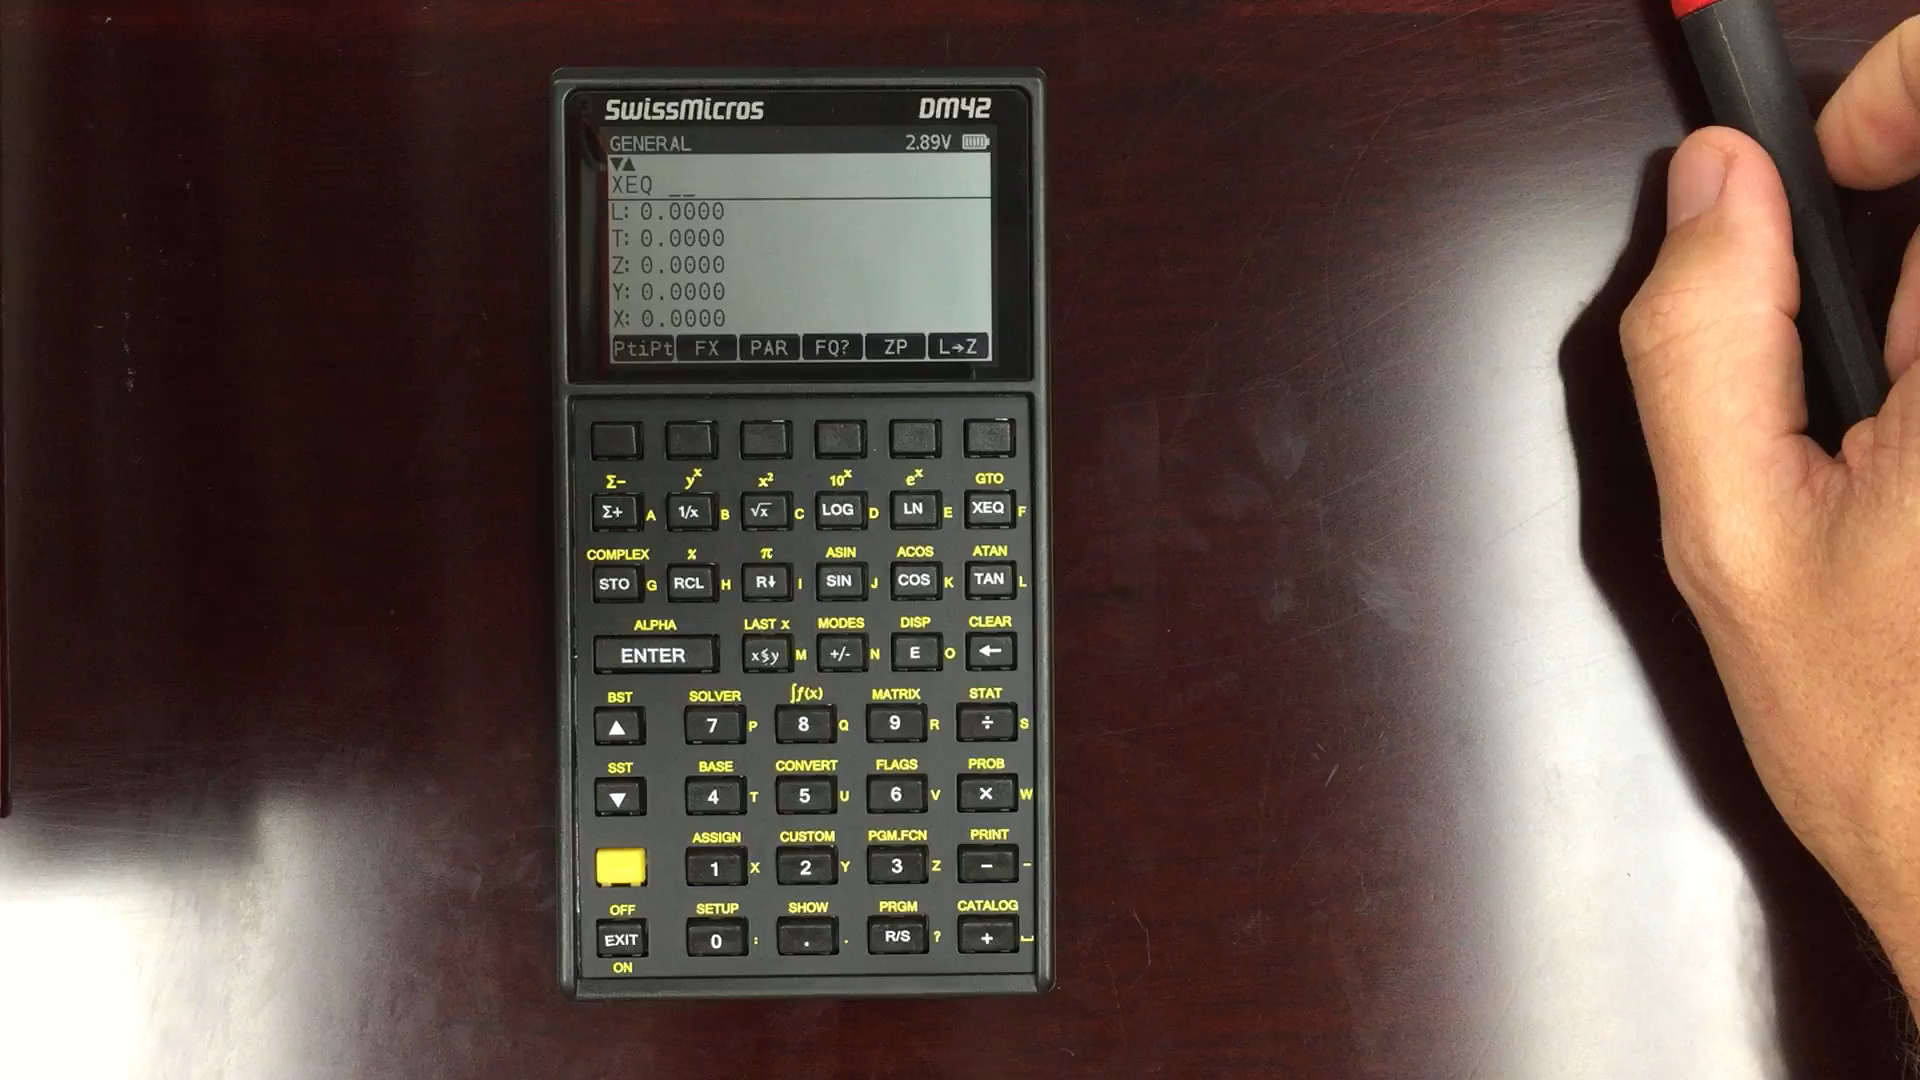 SwissMicros DM42
GENERAL 2.89V
▼▲
XEQ __
L: 0.0000
T: 0.0000
Z: 0.0000
Y: 0.0000
X: 0.0000
PtiPt FX PAR FQ? ZP L→Z
Σ− yˣ x² 10ˣ eˣ GTO
Σ+ A 1/x B √x C LOG D LN E XEQ F
COMPLEX % π ASIN ACOS ATAN
STO G RCL H R↓ I SIN J COS K TAN L
ALPHA LAST x MODES DISP CLEAR
ENTER x≶y M +/- N E O ←
BST SOLVER ∫f(x) MATRIX STAT
▲ 7 P 8 Q 9 R ÷ S
SST BASE CONVERT FLAGS PROB
▼ 4 T 5 U 6 V × W
ASSIGN CUSTOM PGM.FCN PRINT
1 X 2 Y 3 Z − -
OFF SETUP SHOW PRGM CATALOG
EXIT 0 : . . R/S ? + ␣
ON